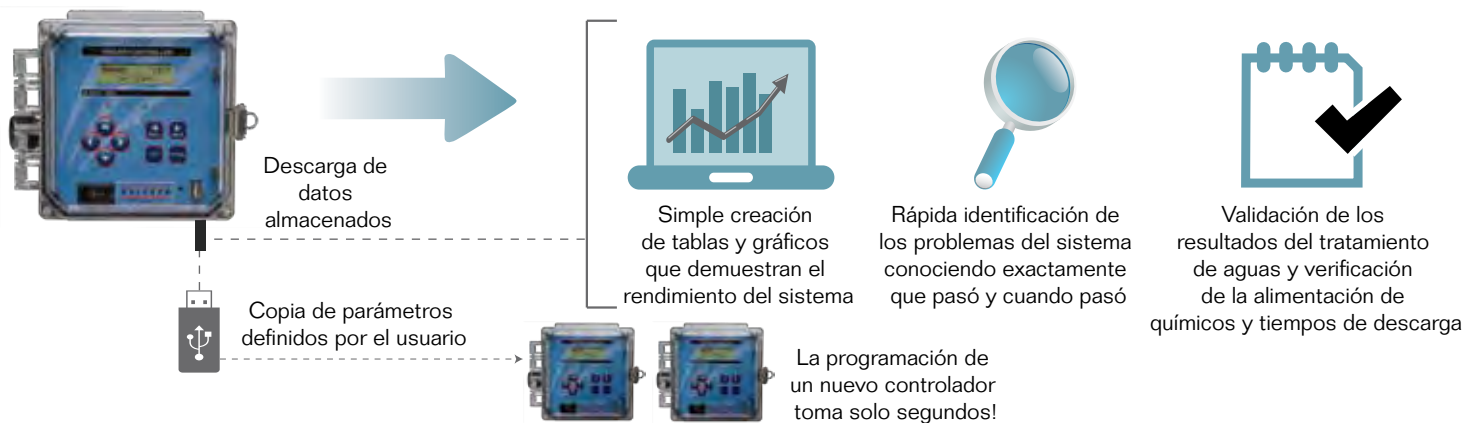 Descarga de
datos
almacenados
Simple creación
de tablas y gráficos
que demuestran el
rendimiento del sistema
Rápida identificación de
los problemas del sistema
conociendo exactamente
que pasó y cuando pasó
Validación de los
resultados del tratamiento
de aguas y verificación
de la alimentación de
químicos y tiempos de descarga
Copia de parámetros
definidos por el usuario
La programación de
un nuevo controlador
toma solo segundos!